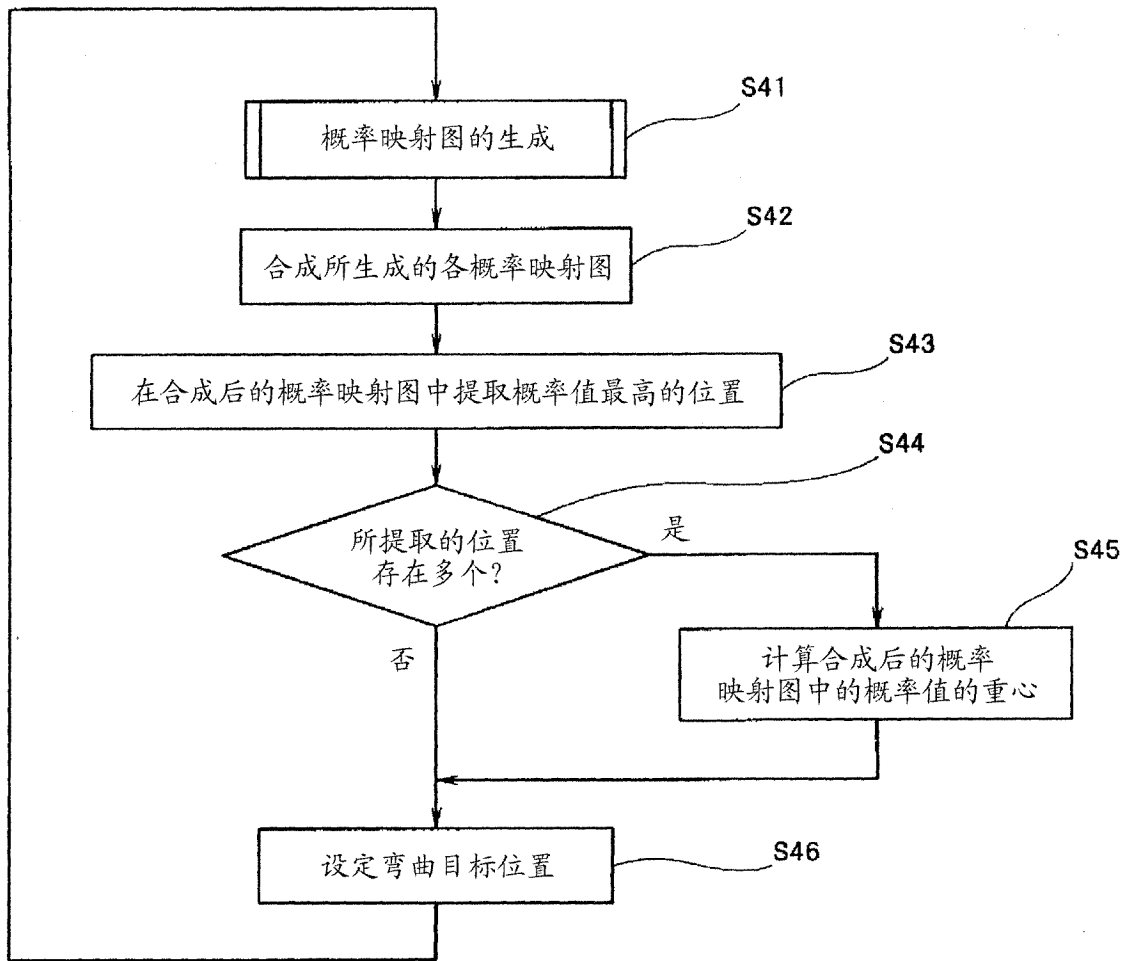 S41
概率映射图的生成
S42
合成所生成的各概率映射图
S43
在合成后的概率映射图中提取概率值最高的位置
S44
所提取的位置
存在多个?
是
S45
否
计算合成后的概率
映射图中的概率值的重心
S46
设定弯曲目标位置